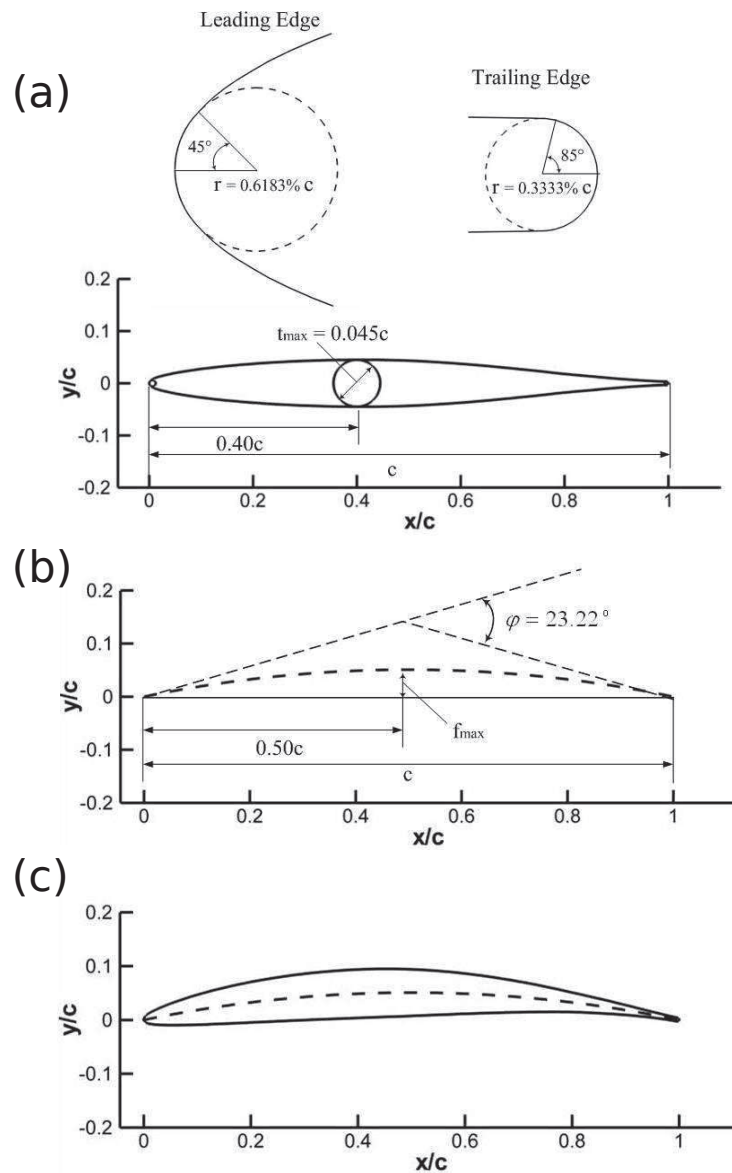 (a)
Leading Edge
Trailing Edge
45°
r = 0.6183% c
85°
r = 0.3333% c
y/c
0.2
0.1
0
-0.1
-0.2
tmax = 0.045c
0.40c
c
0 0.2 0.4 0.6 0.8 1
x/c
(b)
y/c
0.2
0.1
0
-0.1
-0.2
φ = 23.22°
fmax
0.50c
c
0 0.2 0.4 0.6 0.8 1
x/c
(c)
y/c
0.2
0.1
0
-0.1
-0.2
0 0.2 0.4 0.6 0.8 1
x/c